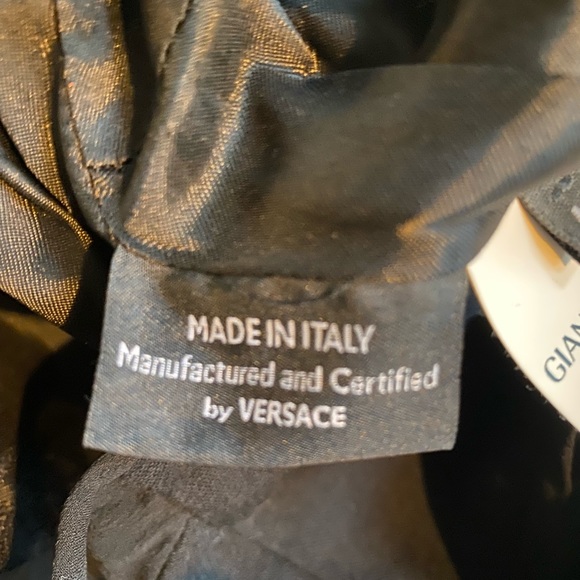 MADE IN ITALY
Manufactured and Certified
by VERSACE
GIAN